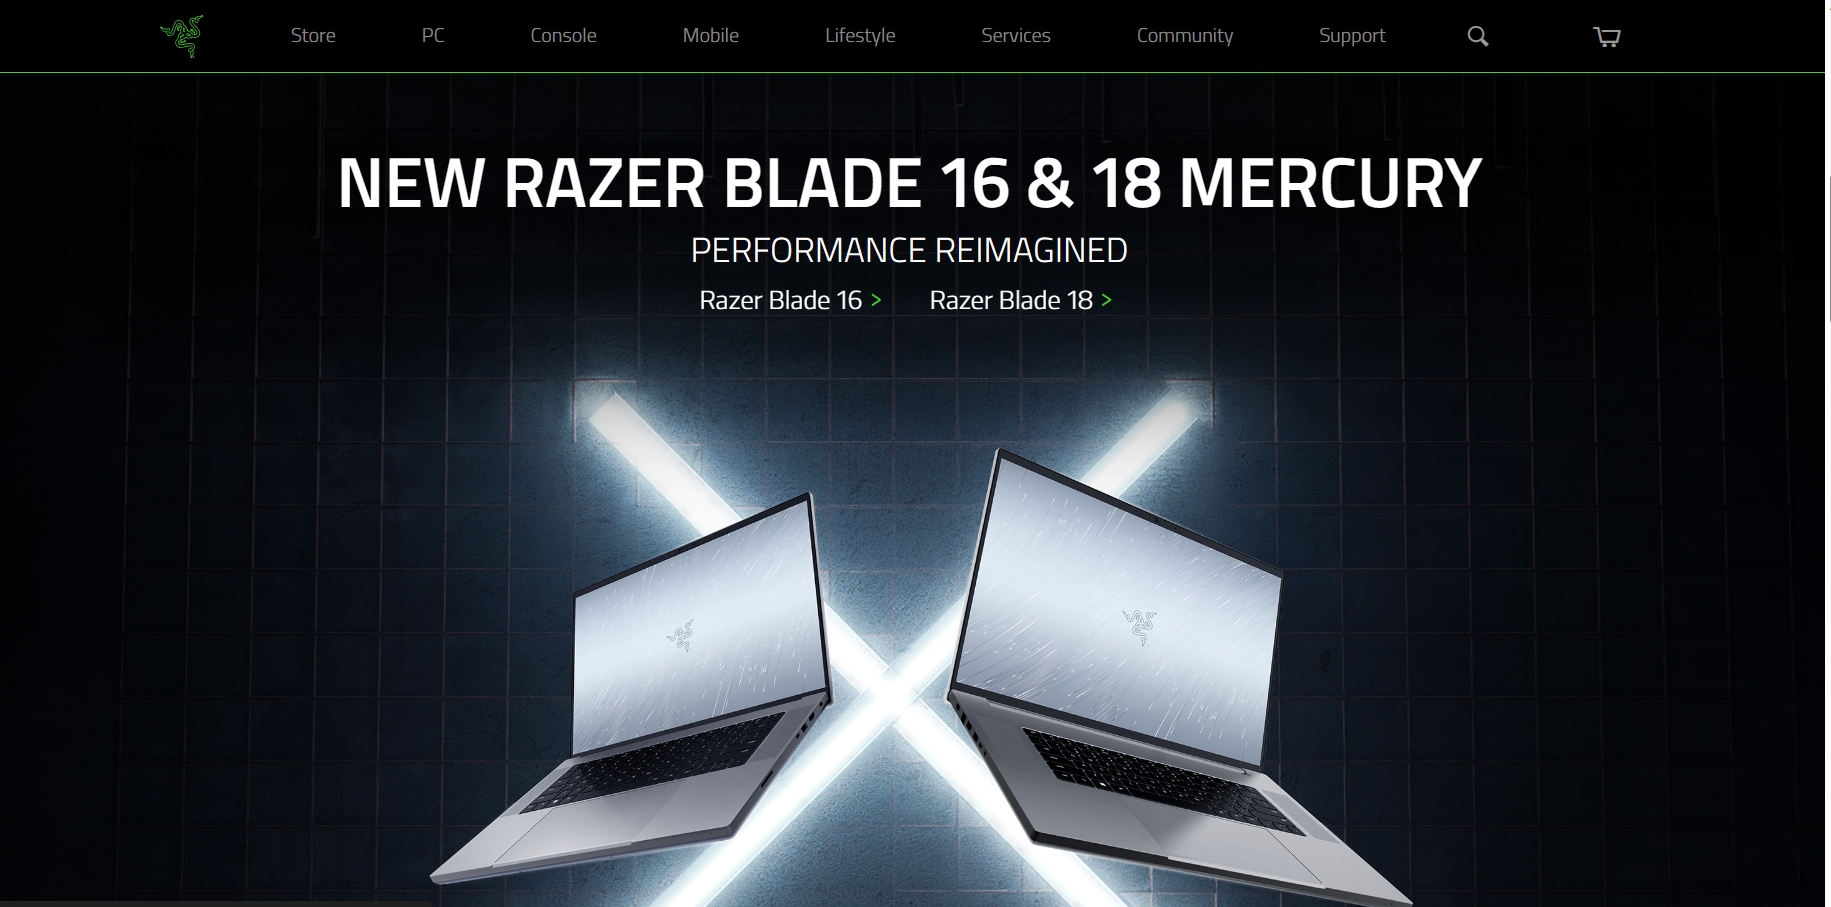 Store PC Console Mobile Lifestyle Services Community Support
NEW RAZER BLADE 16 & 18 MERCURY
PERFORMANCE REIMAGINED
Razer Blade 16 > Razer Blade 18 >